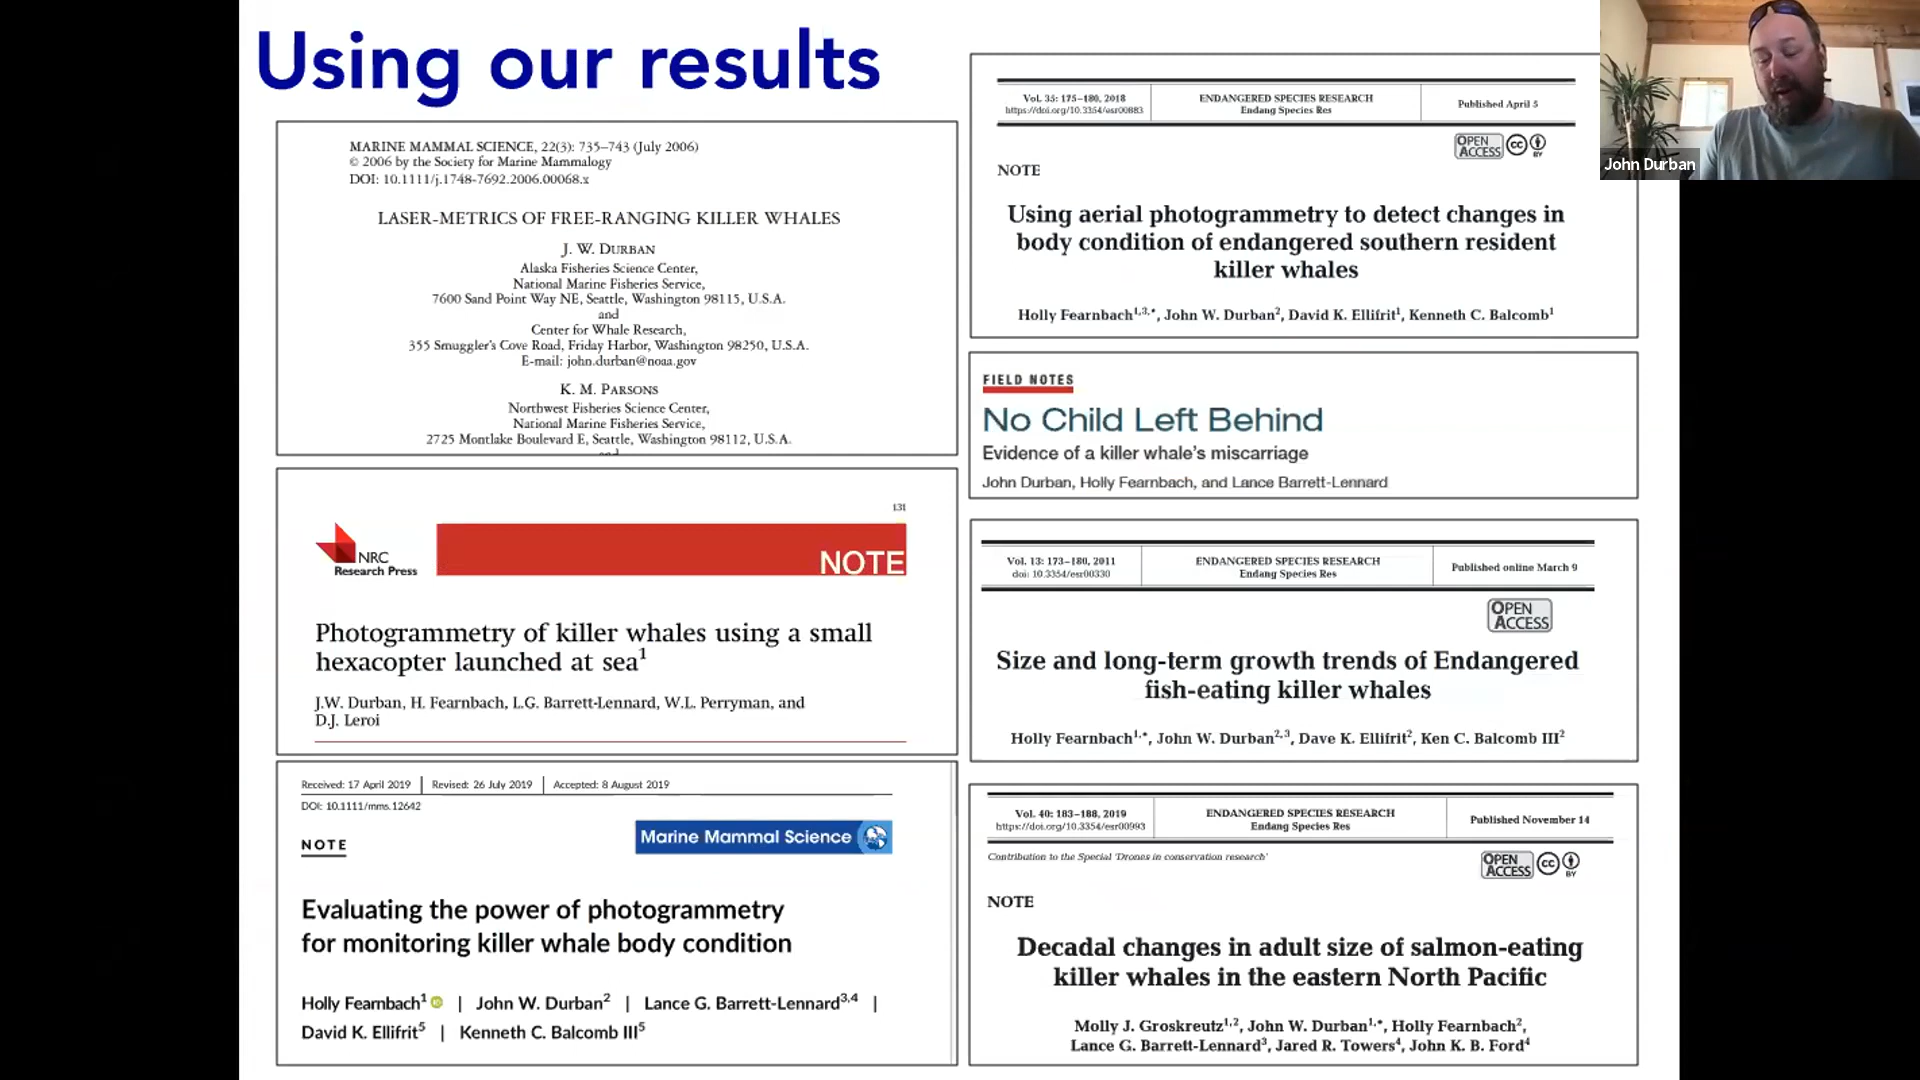 Using our results
MARINE MAMMAL SCIENCE, 22(3): 735–743 (July 2006)
© 2006 by the Society for Marine Mammalogy
DOI: 10.1111/j.1748-7692.2006.00068.x
LASER-METRICS OF FREE-RANGING KILLER WHALES
J. W. DURBAN
Alaska Fisheries Science Center,
National Marine Fisheries Service,
7600 Sand Point Way NE, Seattle, Washington 98115, U.S.A.
and
Center for Whale Research,
355 Smuggler's Cove Road, Friday Harbor, Washington 98250, U.S.A.
E-mail: john.durban@noaa.gov
K. M. PARSONS
Northwest Fisheries Science Center,
National Marine Fisheries Service,
2725 Montlake Boulevard E, Seattle, Washington 98112, U.S.A.
131
NRC
Research Press
NOTE
Photogrammetry of killer whales using a small
hexacopter launched at sea1
J.W. Durban, H. Fearnbach, L.G. Barrett-Lennard, W.L. Perryman, and
D.J. Leroi
Received: 17 April 2019 | Revised: 26 July 2019 | Accepted: 8 August 2019
DOI: 10.1111/mms.12642
Marine Mammal Science
NOTE
Evaluating the power of photogrammetry
for monitoring killer whale body condition
Holly Fearnbach1 iD | John W. Durban2 | Lance G. Barrett-Lennard3,4 |
David K. Ellifrit5 | Kenneth C. Balcomb III5
Vol. 35: 175–180, 2018
https://doi.org/10.3354/esr00883
ENDANGERED SPECIES RESEARCH
Endang Species Res
Published April 5
OPEN ACCESS
cc
BY
NOTE
Using aerial photogrammetry to detect changes in
body condition of endangered southern resident
killer whales
Holly Fearnbach1,3,*, John W. Durban2, David K. Ellifrit1, Kenneth C. Balcomb1
FIELD NOTES
No Child Left Behind
Evidence of a killer whale's miscarriage
John Durban, Holly Fearnbach, and Lance Barrett-Lennard
Vol. 13: 173–180, 2011
doi: 10.3354/esr00330
ENDANGERED SPECIES RESEARCH
Endang Species Res
Published online March 9
OPEN ACCESS
Size and long-term growth trends of Endangered
fish-eating killer whales
Holly Fearnbach1,*, John W. Durban2,3, Dave K. Ellifrit2, Ken C. Balcomb III2
Vol. 40: 183–188, 2019
https://doi.org/10.3354/esr00993
ENDANGERED SPECIES RESEARCH
Endang Species Res
Published November 14
Contribution to the Special 'Drones in conservation research'
OPEN ACCESS
cc
BY
NOTE
Decadal changes in adult size of salmon-eating
killer whales in the eastern North Pacific
Molly J. Groskreutz1,2, John W. Durban1,*, Holly Fearnbach2,
Lance G. Barrett-Lennard3, Jared R. Towers4, John K. B. Ford4
John Durban